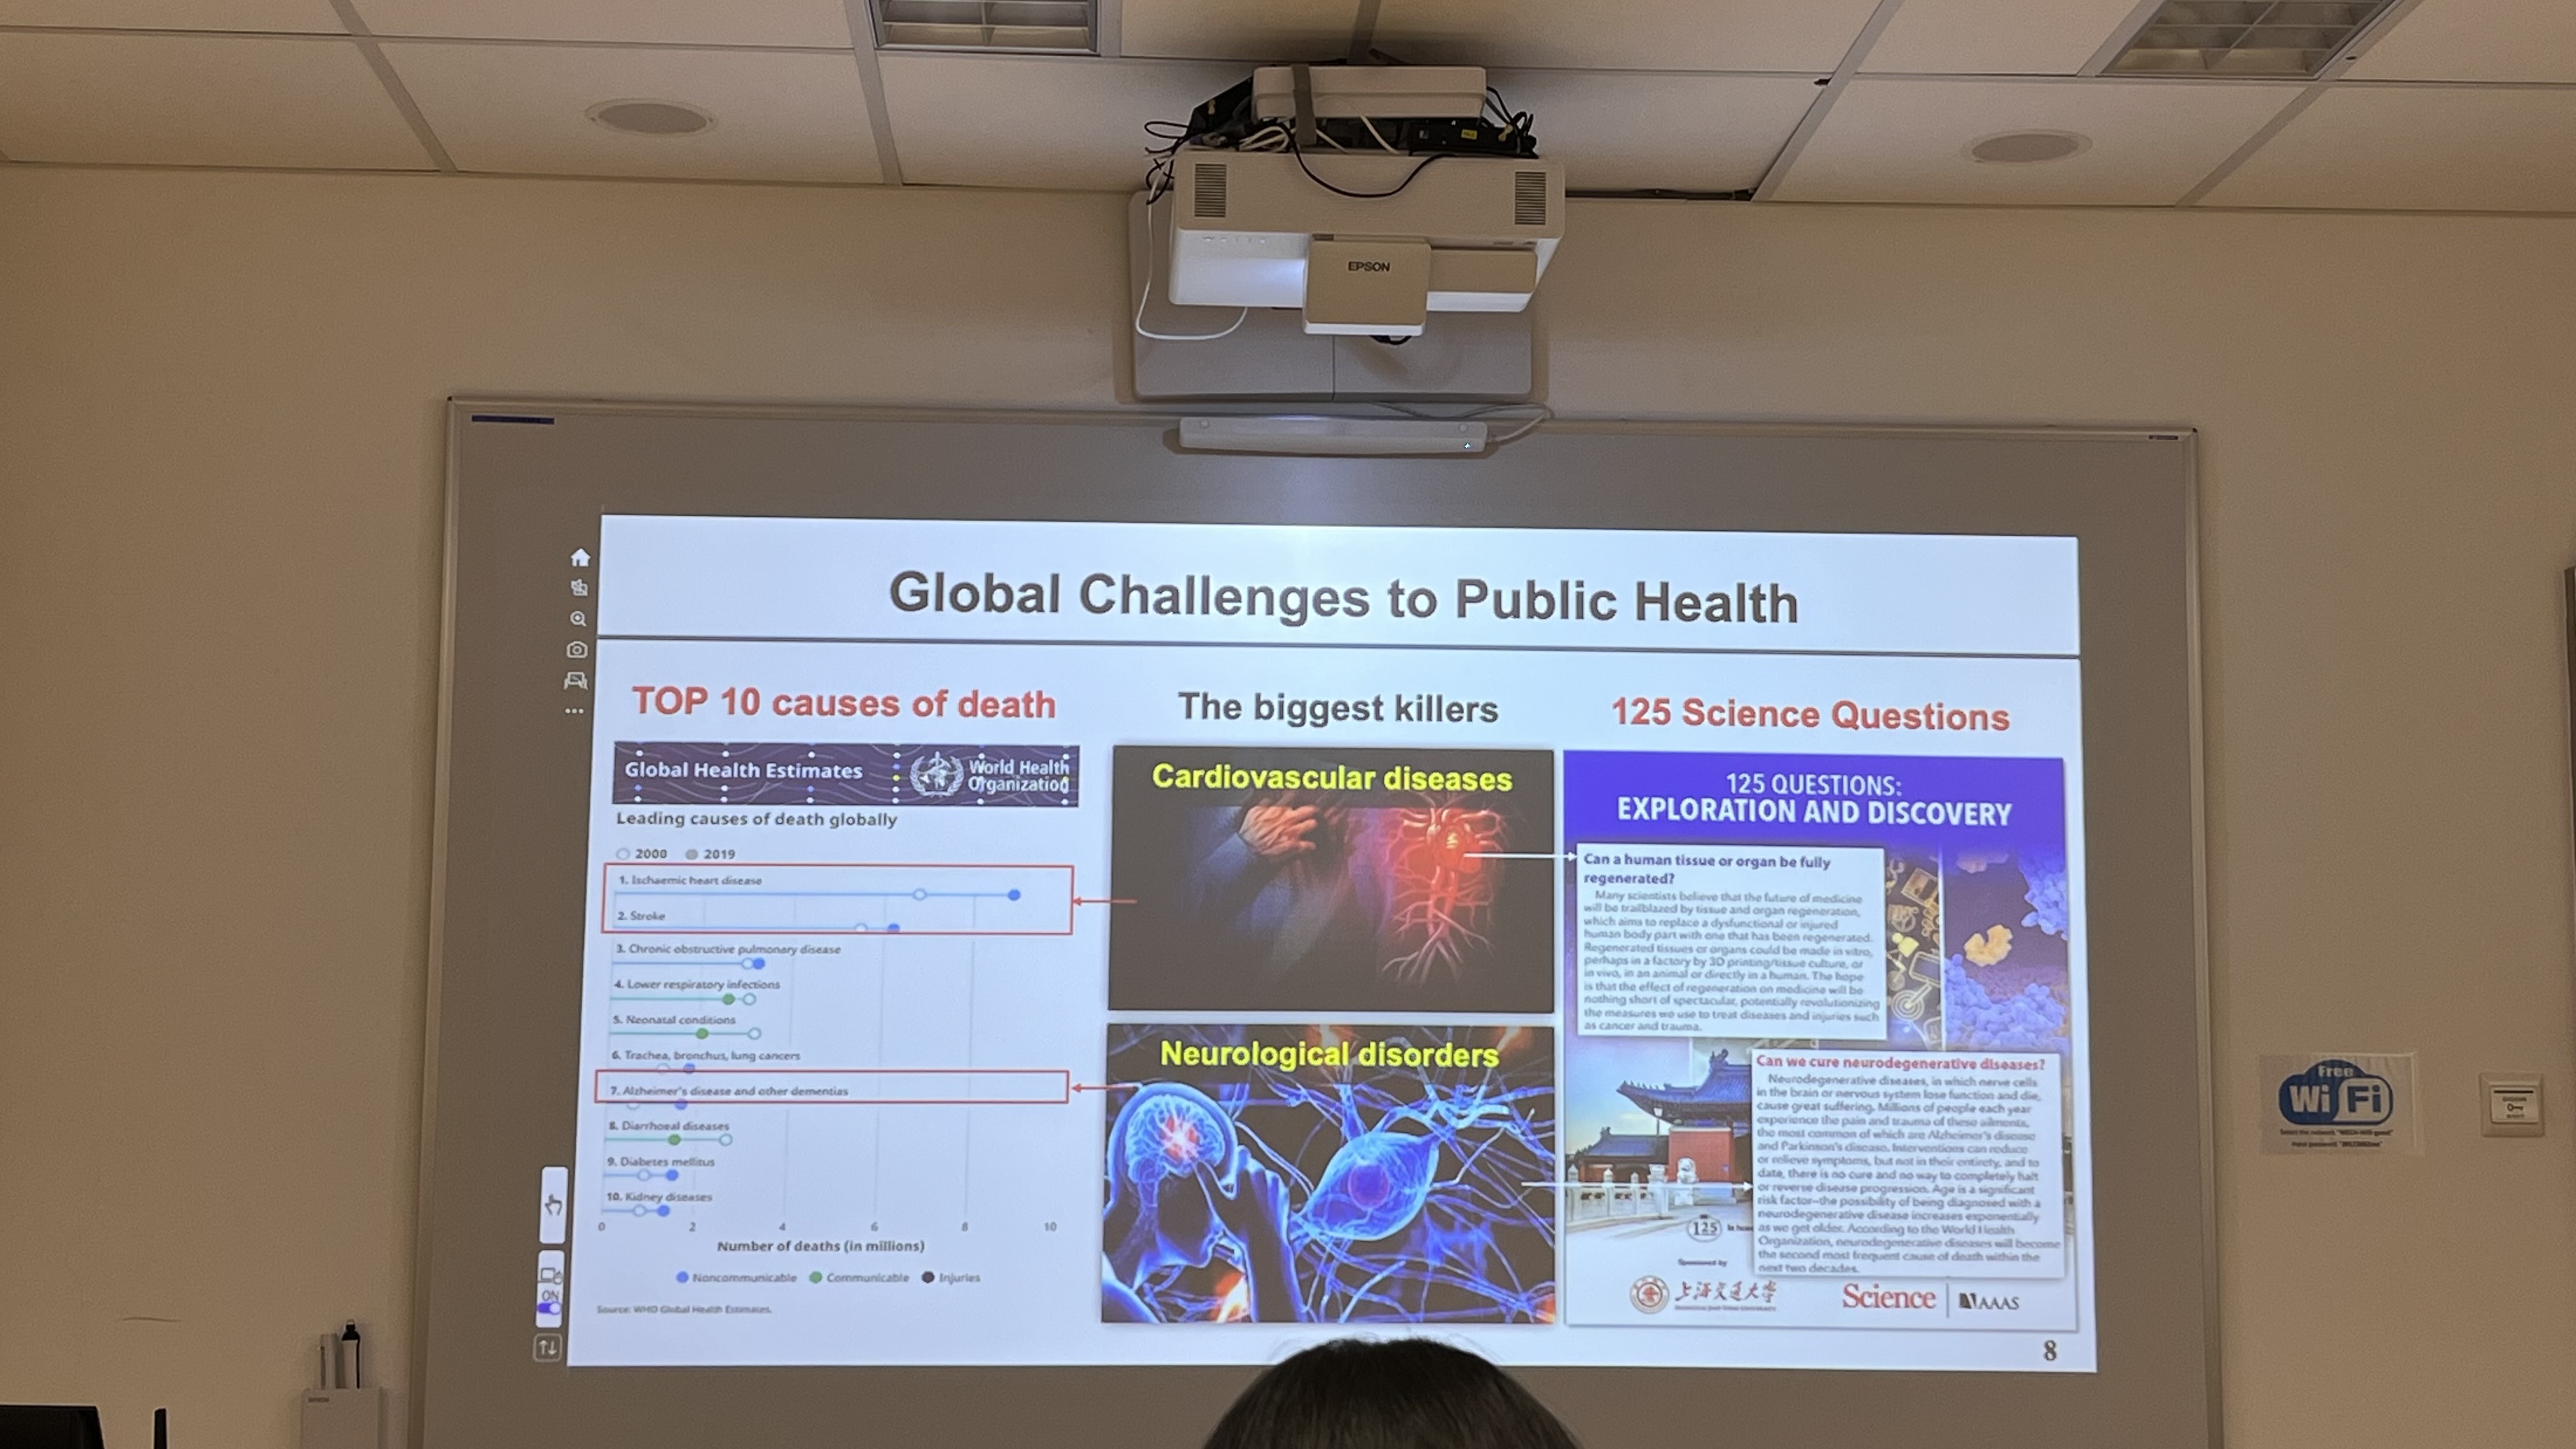 EPSON
Global Challenges to Public Health
TOP 10 causes of death
Global Health Estimates
World Health
Organization
Leading causes of death globally
2000 2019
1. Ischaemic heart disease
2. Stroke
3. Chronic obstructive pulmonary disease
4. Lower respiratory infections
5. Neonatal conditions
6. Trachea, bronchus, lung cancers
7. Alzheimer's disease and other dementias
8. Diarrhoeal diseases
9. Diabetes mellitus
10. Kidney diseases
0 2 4 6 8 10
Number of deaths (in millions)
Noncommunicable Communicable Injuries
Source: WHO Global Health Estimates.
The biggest killers
Cardiovascular diseases
Neurological disorders
125 Science Questions
125 QUESTIONS:
EXPLORATION AND DISCOVERY
Can a human tissue or organ be fully
regenerated?
Many scientists believe that the future of medicine
will be trailblazed by tissue and organ regeneration,
which aims to replace a dysfunctional or injured
human body part with one that has been regenerated.
Regenerated tissues or organs could be made in vitro,
perhaps in a factory by 3D printing/tissue culture, or
in vivo, in an animal or directly in a human. The hope
is that the effect of regeneration on medicine will be
nothing short of spectacular, potentially revolutionizing
the measures we use to treat diseases and injuries such
as cancer and trauma.
Can we cure neurodegenerative diseases?
Neurodegenerative diseases, in which nerve cells
in the brain or nervous system lose function and die,
cause great suffering. Millions of people each year
experience the pain and trauma of these ailments,
the most common of which are Alzheimer's disease
and Parkinson's disease. Interventions can reduce
or relieve symptoms, but not in their entirety, and to
date, there is no cure and no way to completely halt
or reverse disease progression. Age is a significant
risk factor—the possibility of being diagnosed with a
neurodegenerative disease increases exponentially
as we get older. According to the World Health
Organization, neurodegenerative diseases will become
the second most frequent cause of death within the
next two decades.
125
Sponsored by
上海交通大学
SHANGHAI JIAO TONG UNIVERSITY
Science
AAAS
8
ON
Free
Wi Fi